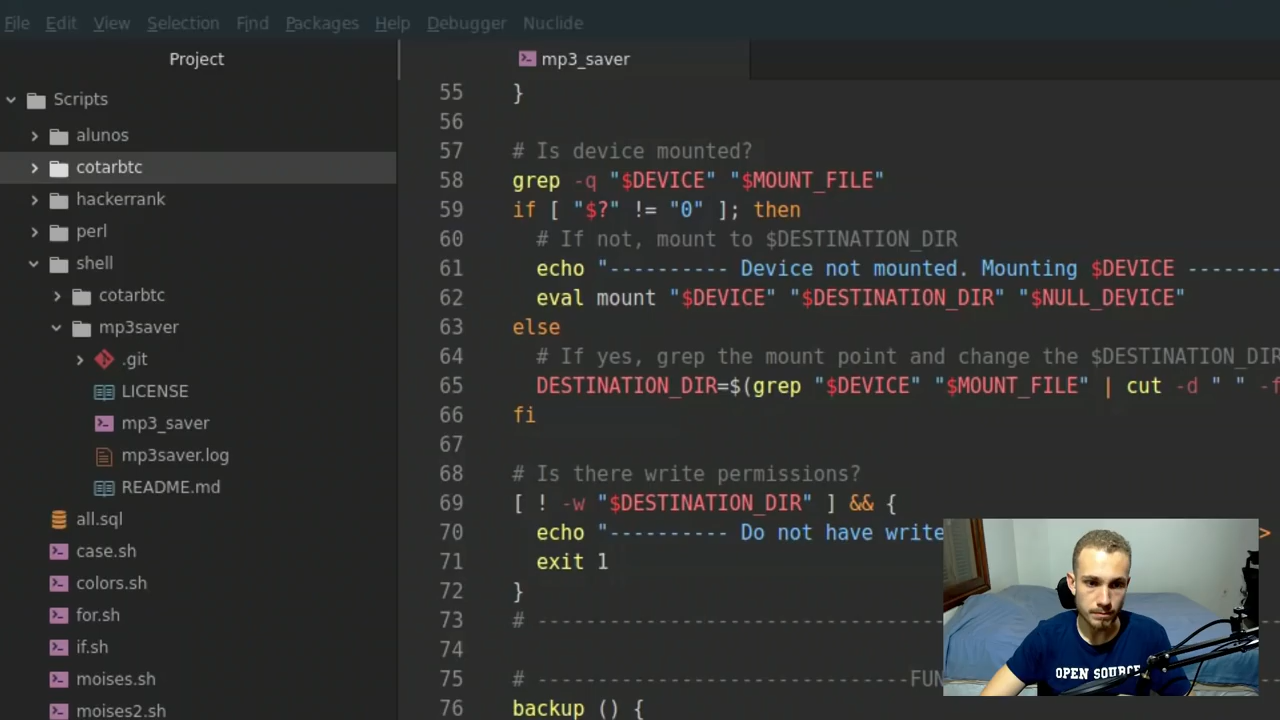 File Edit View Selection Find Packages Help Debugger Nuclide
Project
Scripts
alunos
cotarbtc
hackerrank
perl
shell
cotarbtc
mp3saver
.git
LICENSE
mp3_saver
mp3saver.log
README.md
all.sql
case.sh
colors.sh
for.sh
if.sh
moises.sh
moises2.sh
mp3_saver
55 }
56
57 # Is device mounted?
58 grep -q "$DEVICE" "$MOUNT_FILE"
59 if [ "$?" != "0" ]; then
60 # If not, mount to $DESTINATION_DIR
61 echo "---------- Device not mounted. Mounting $DEVICE --------
62 eval mount "$DEVICE" "$DESTINATION_DIR" "$NULL_DEVICE"
63 else
64 # If yes, grep the mount point and change the $DESTINATION_DIR
65 DESTINATION_DIR=$(grep "$DEVICE" "$MOUNT_FILE" | cut -d " " -f
66 fi
67
68 # Is there write permissions?
69 [ ! -w "$DESTINATION_DIR" ] && {
70 echo "---------- Do not have write >
71 exit 1
72 }
73 # ----------------------------------
74
75 # -------------------------------FUN
76 backup () {
OPEN SOURCE